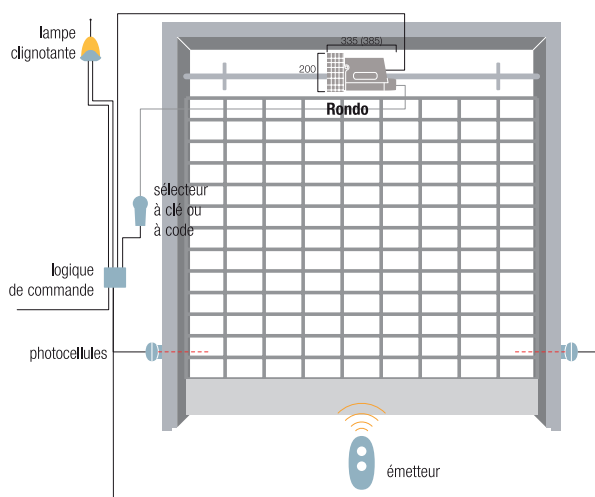 lampe
clignotante
335 (385)
200
Rondo
sélecteur
à clé ou
à code
logique
de commande
photocellules
émetteur